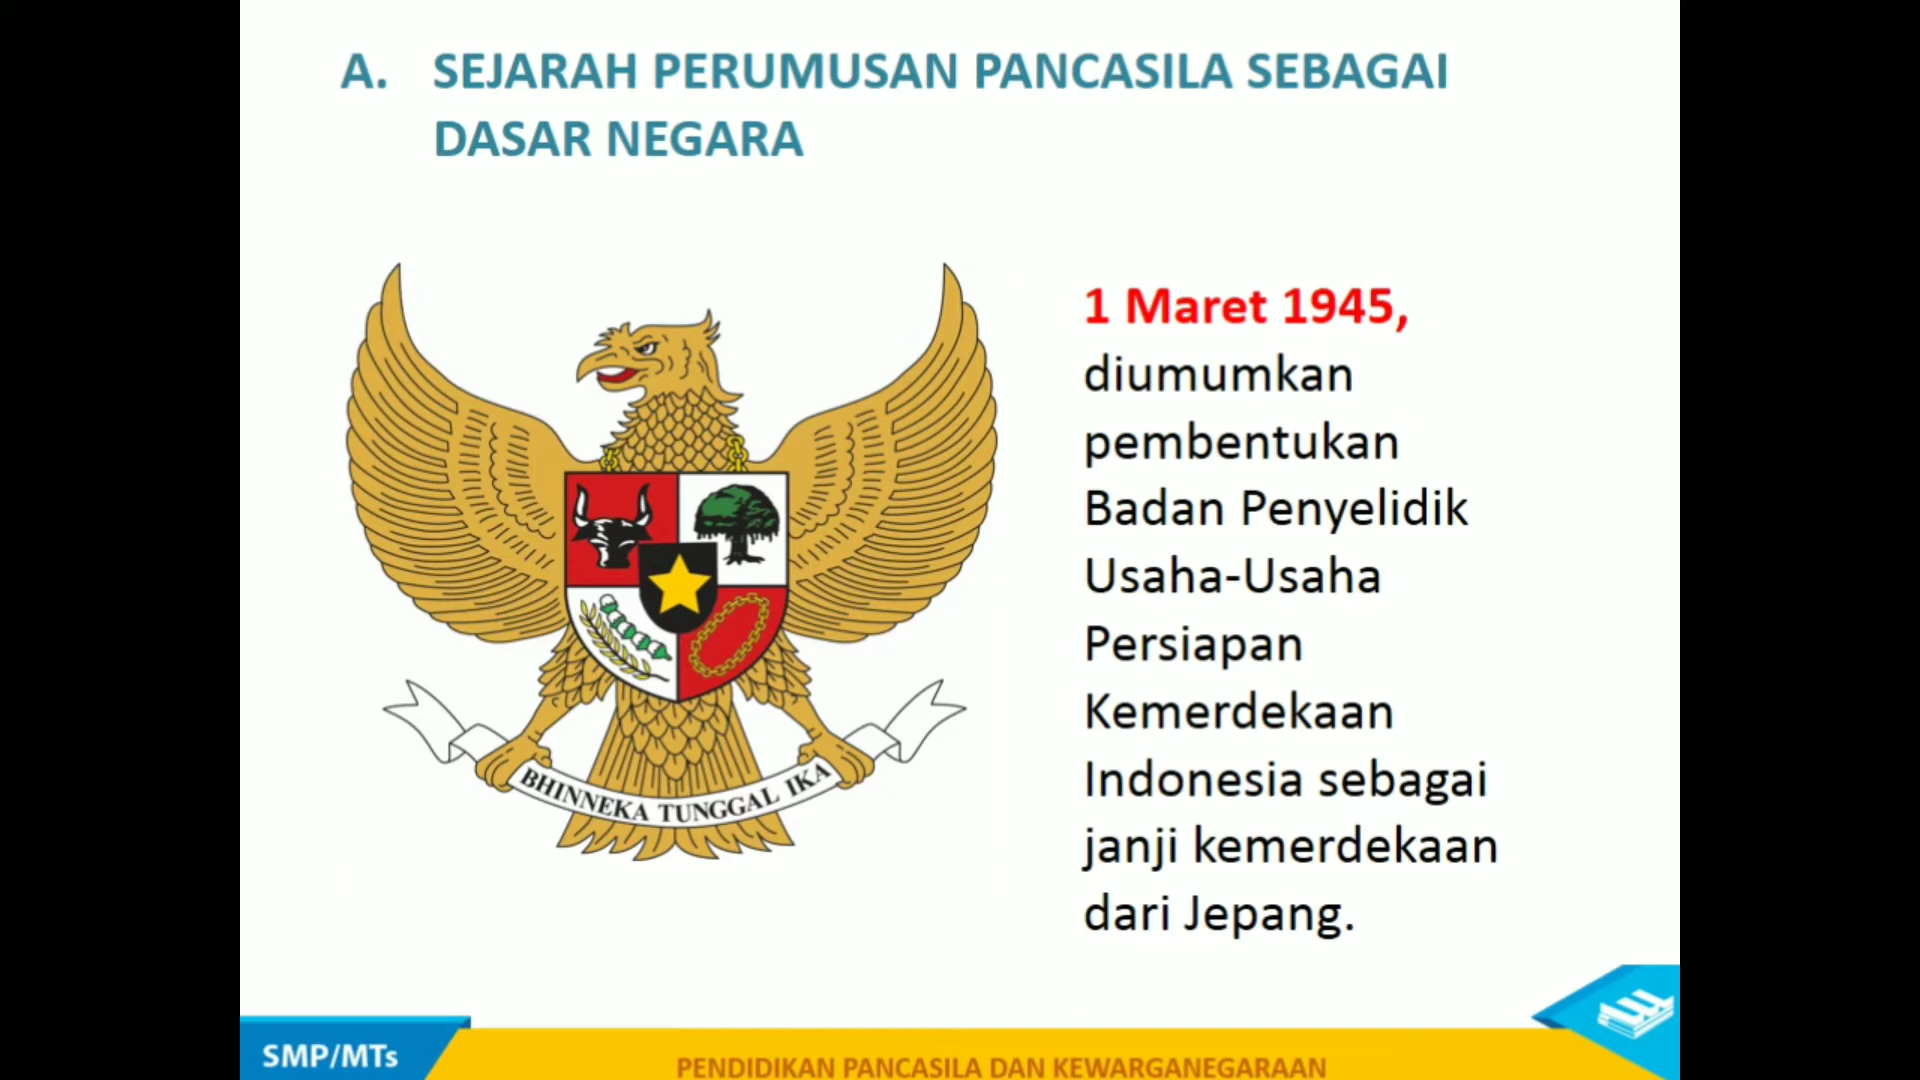 A. SEJARAH PERUMUSAN PANCASILA SEBAGAI
DASAR NEGARA
1 Maret 1945,
diumumkan
pembentukan
Badan Penyelidik
Usaha-Usaha
Persiapan
Kemerdekaan
Indonesia sebagai
janji kemerdekaan
dari Jepang.
BHINNEKA TUNGGAL IKA
SMP/MTs
PENDIDIKAN PANCASILA DAN KEWARGANEGARAAN